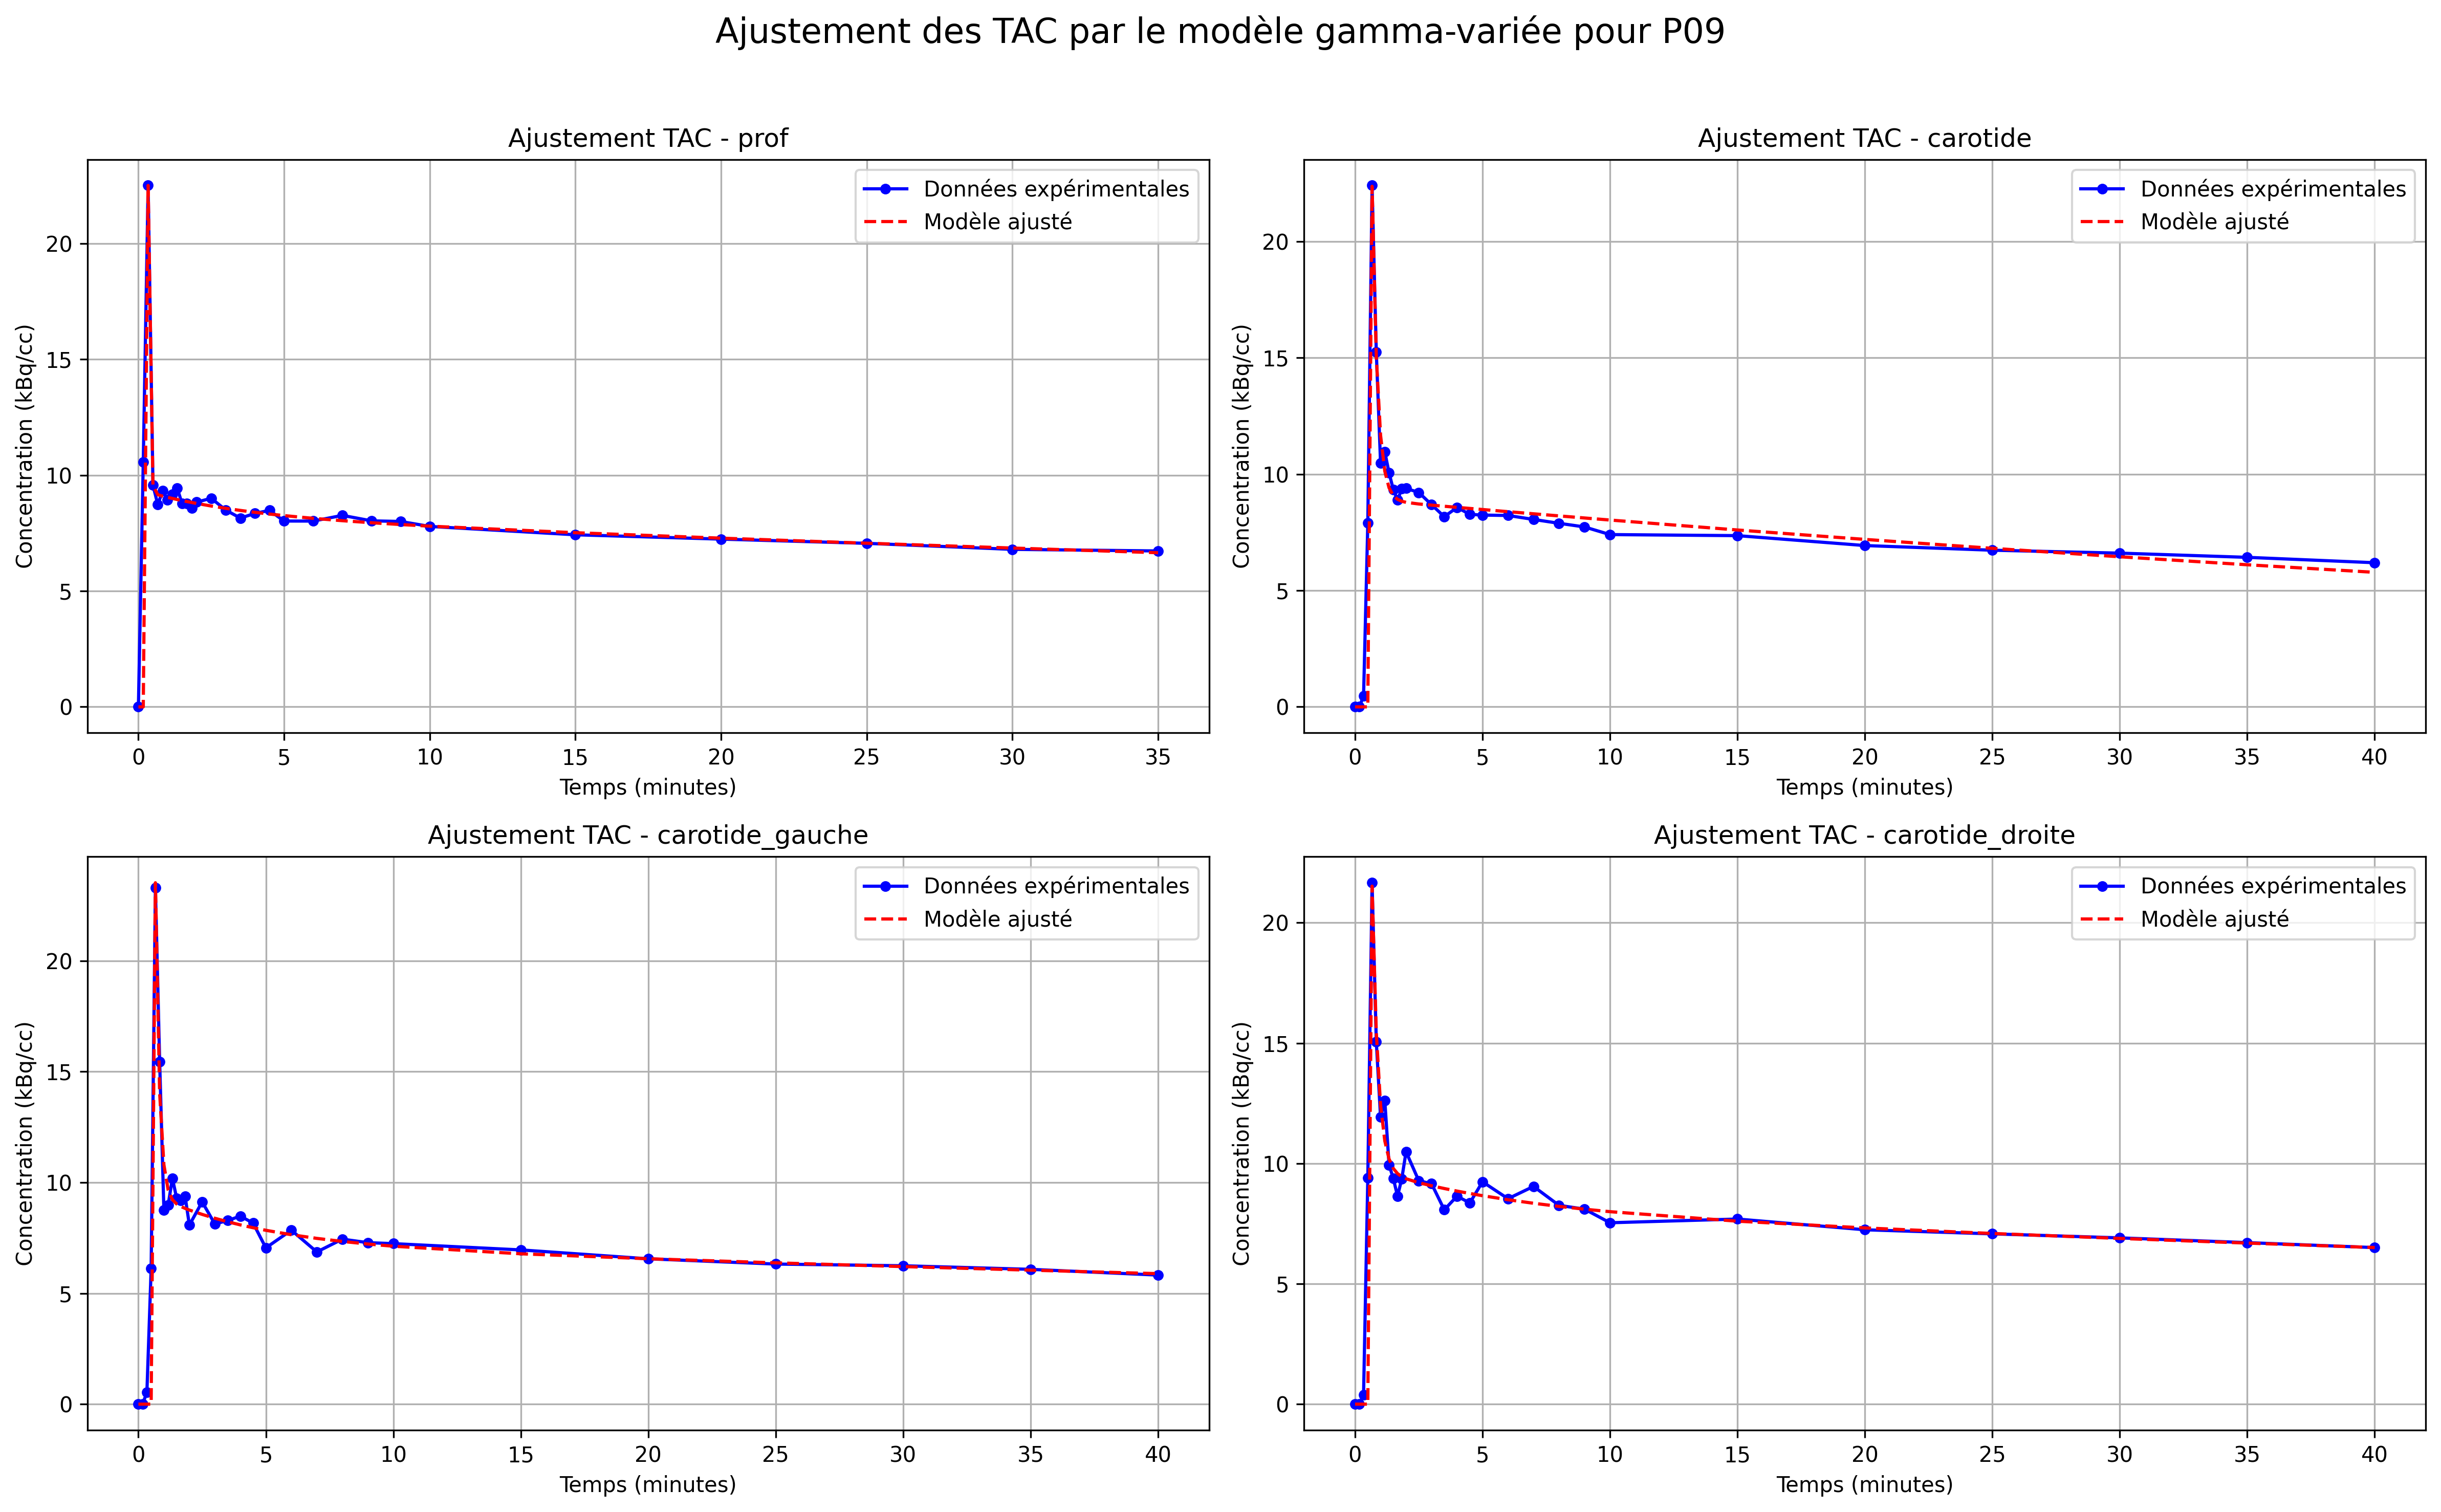 Ajustement des TAC par le modèle gamma-variée pour P09
Ajustement TAC - prof
Données expérimentales
Modèle ajusté
Concentration (kBq/cc)
20
15
10
5
0
0 5 10 15 20 25 30 35
Temps (minutes)
Ajustement TAC - carotide
Données expérimentales
Modèle ajusté
Concentration (kBq/cc)
20
15
10
5
0
0 5 10 15 20 25 30 35 40
Temps (minutes)
Ajustement TAC - carotide_gauche
Données expérimentales
Modèle ajusté
Concentration (kBq/cc)
20
15
10
5
0
0 5 10 15 20 25 30 35 40
Temps (minutes)
Ajustement TAC - carotide_droite
Données expérimentales
Modèle ajusté
Concentration (kBq/cc)
20
15
10
5
0
0 5 10 15 20 25 30 35 40
Temps (minutes)